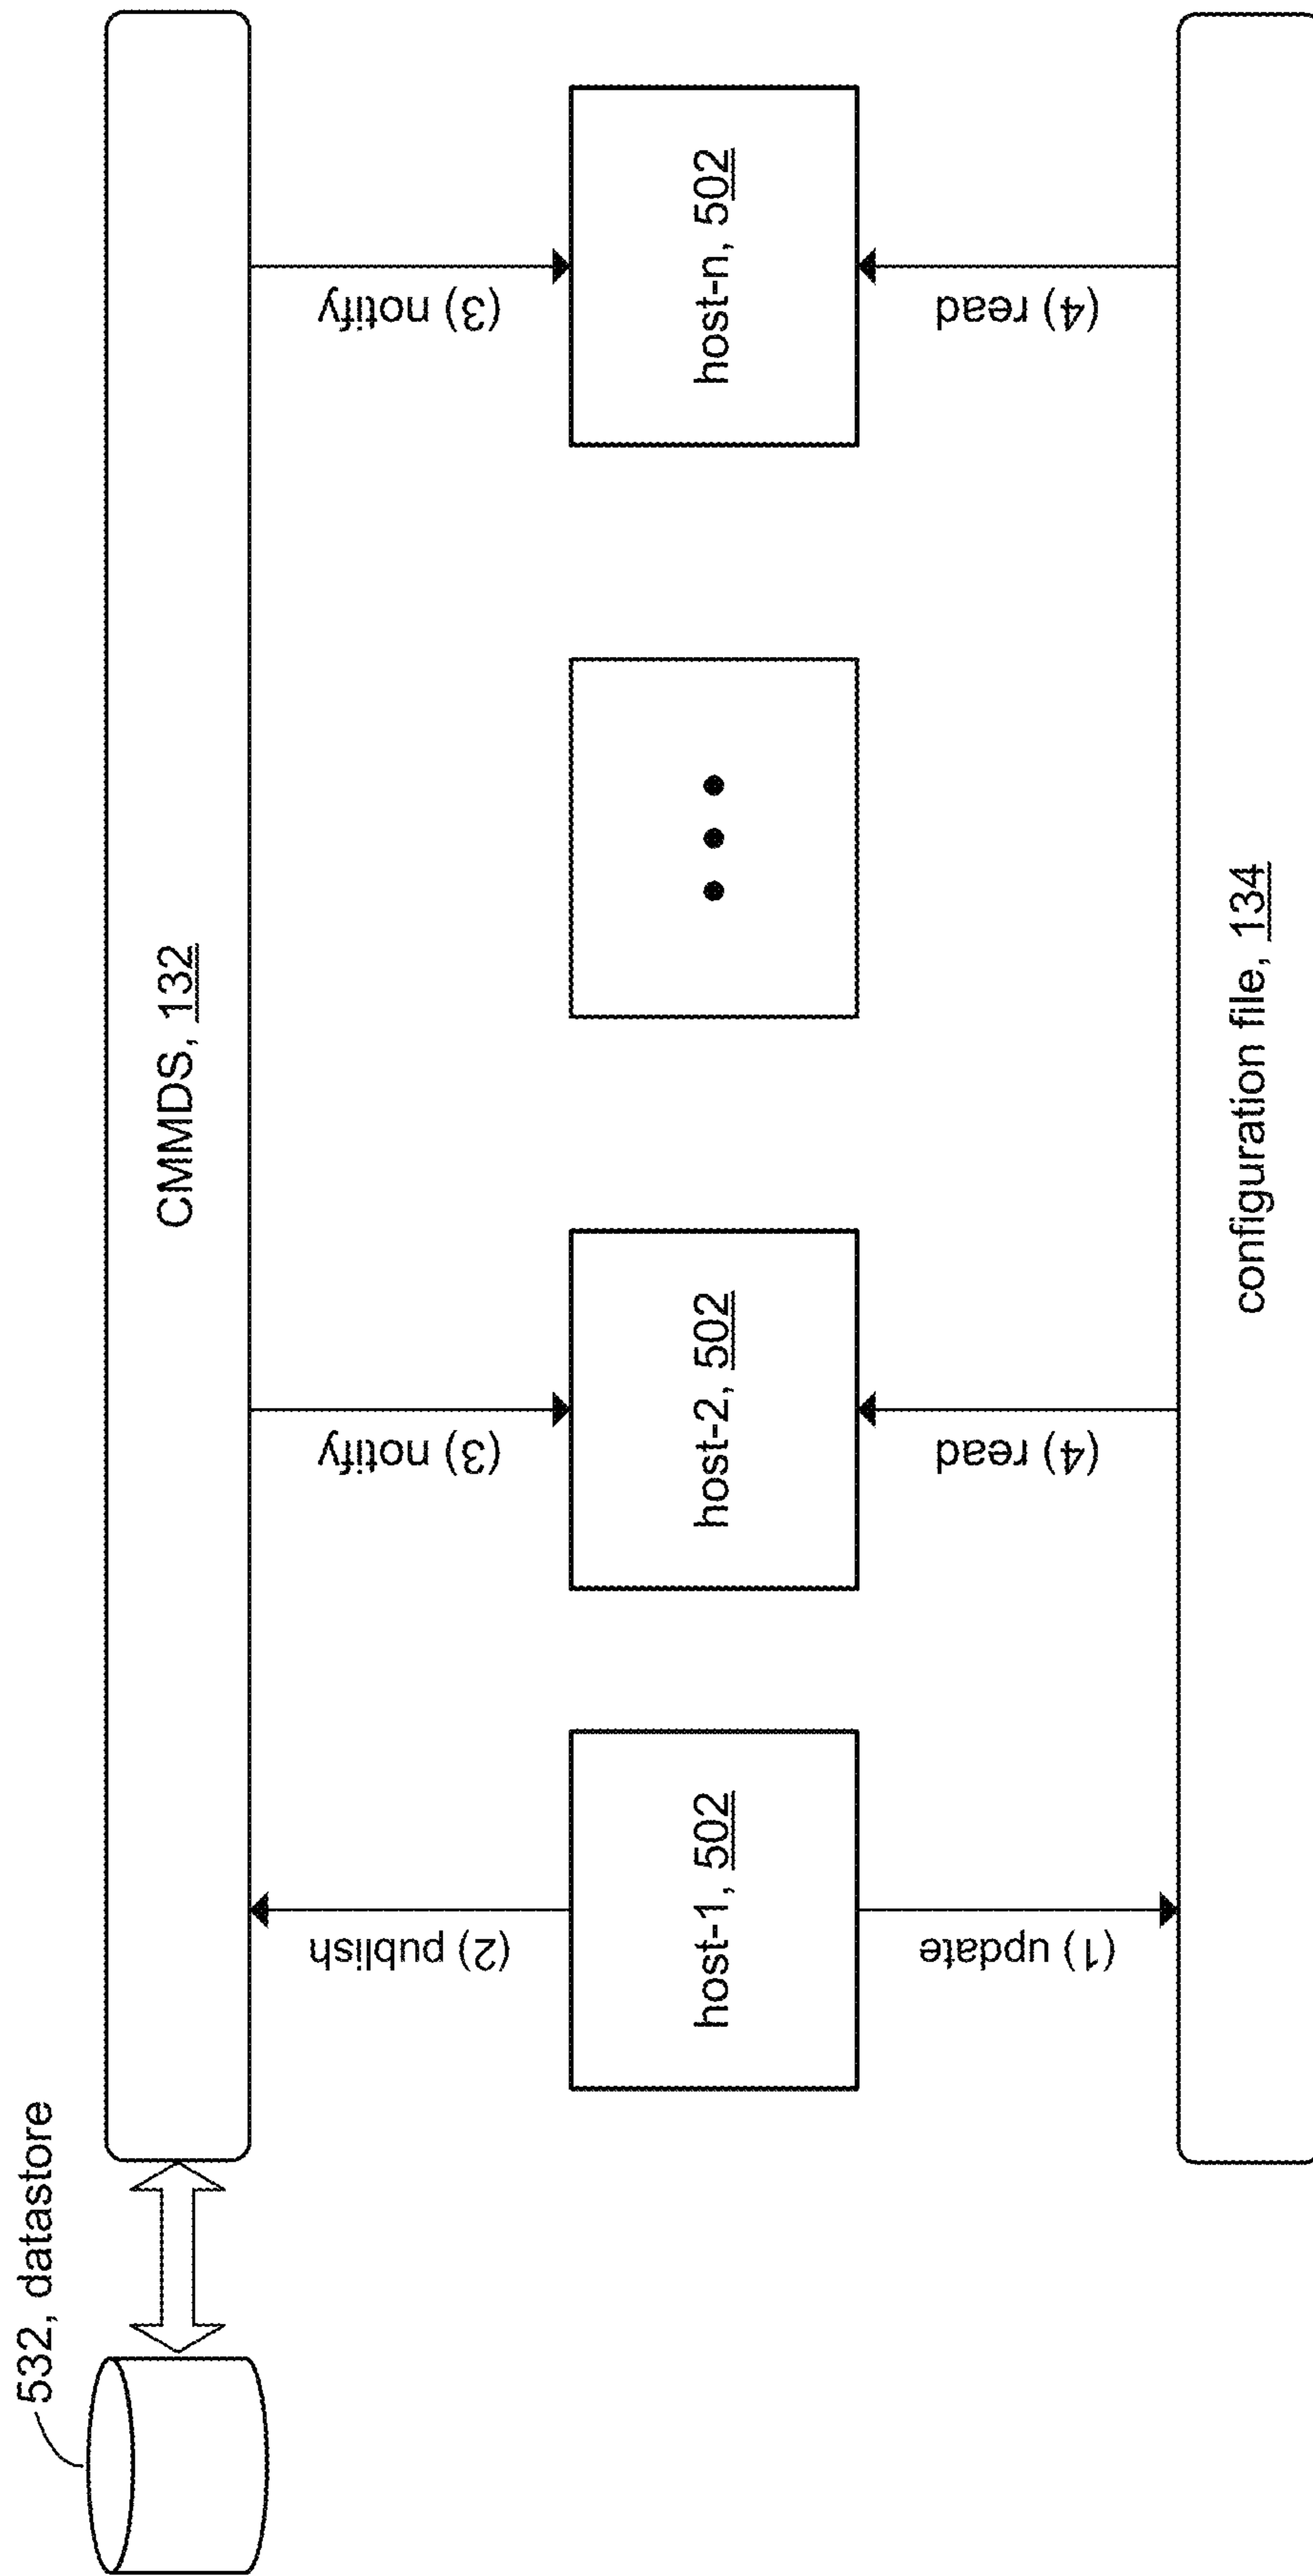 532, datastore
CMMDS, 132
(2) publish
(3) notify
(3) notify
host-1, 502
host-2, 502
host-n, 502
(1) update
(4) read
(4) read
configuration file, 134